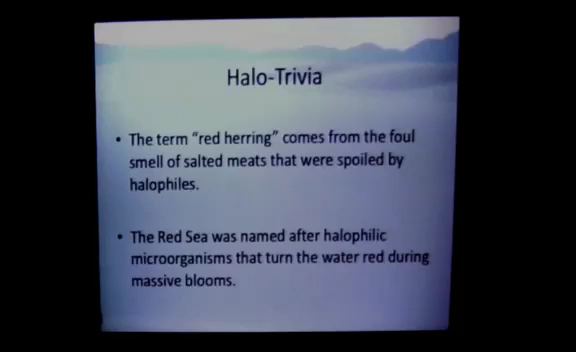 Halo-Trivia
• The term "red herring" comes from the foul
smell of salted meats that were spoiled by
halophiles.
• The Red Sea was named after halophilic
microorganisms that turn the water red during
massive blooms.